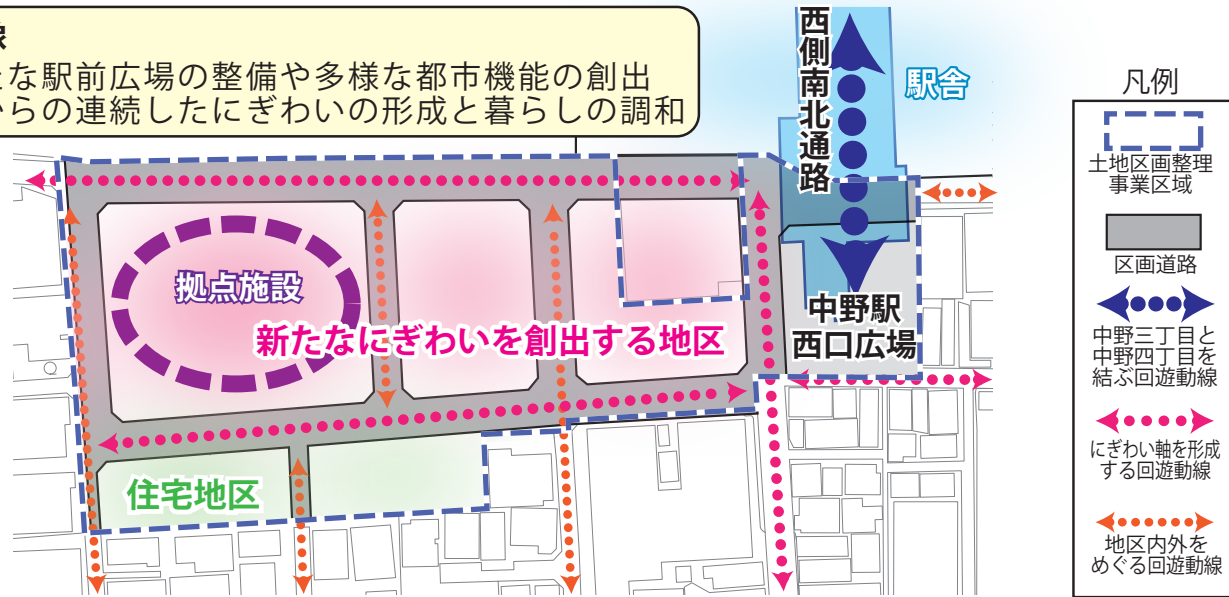 な駅前広場の整備や多様な都市機能の創出
からの連続したにぎわいの形成と暮らしの調和
西側南北通路
駅舎
拠点施設
新たなにぎわいを創出する地区
中野駅
西口広場
住宅地区
凡例
土地区画整理
事業区域
区画道路
中野三丁目と
中野四丁目を
結ぶ回遊動線
にぎわい軸を形成
する回遊動線
地区内外を
めぐる回遊動線